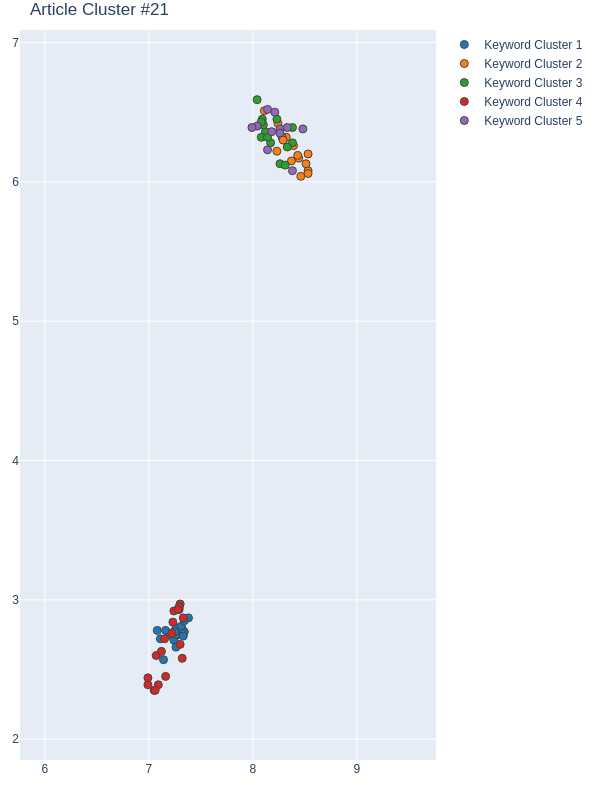 Article Cluster #21
Keyword Cluster 1
Keyword Cluster 2
Keyword Cluster 3
Keyword Cluster 4
Keyword Cluster 5
7
6
5
4
3
2
6 7 8 9